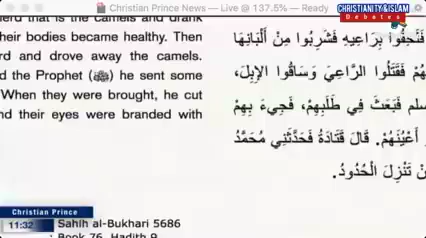 Christian Prince News — Live @ 137.5% — Ready
CHRISTIANITY&ISLAM
Debates
herd that is the camels and drank
heir bodies became healthy. Then
rd and drove away the camels.
d the Prophet (ﷺ) he sent some
When they were brought, he cut
nd their eyes were branded with
فَلَحِقُوا بِرَاعِيهِ فَشَرِبُوا مِنْ أَلْبَانِهَا
هُمْ فَقَتَلُوا الرَّاعِيَ وَسَاقُوا الإِبِلَ،
سلم فَبَعَثَ فِي طَلَبِهِمْ، فَجِيءَ بِهِمْ
أَعْيُنَهُمْ. قَالَ قَتَادَةُ فَحَدَّثَنِي مُحَمَّدُ
نْ تَنْزِلَ الْحُدُودُ.
Christian Prince
11:32
Sahih al-Bukhari 5686
Book 76, Hadith 9